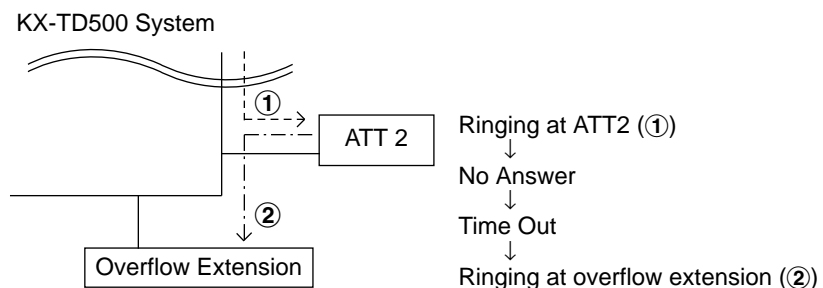 KX-TD500 System
①
ATT 2
②
Overflow Extension
Ringing at ATT2 (①)
↓
No Answer
↓
Time Out
↓
Ringing at overflow extension (②)